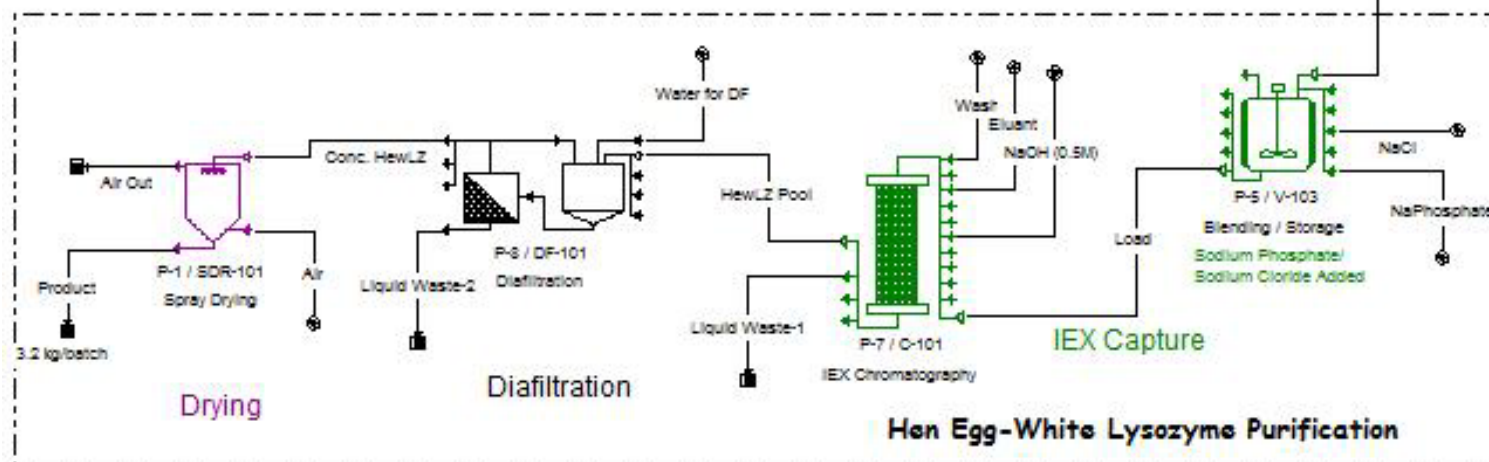 Water for DF
Wash
Eluant
NaOH (0.5M)
NaCl
Air Out
Conc. HewLZ
HewLZ Pool
P-5 / V-103
Blending / Storage
NaPhosphate
Load
Sodium Phosphate/
Sodium Cloride Added
P-1 / SDR-101
Spray Drying
Air
Product
3.2 kg/batch
P-8 / DF-101
Diafiltration
Liquid Waste-2
Liquid Waste-1
P-7 / C-101
IEX Chromatography
IEX Capture
Drying
Diafiltration
Hen Egg-White Lysozyme Purification